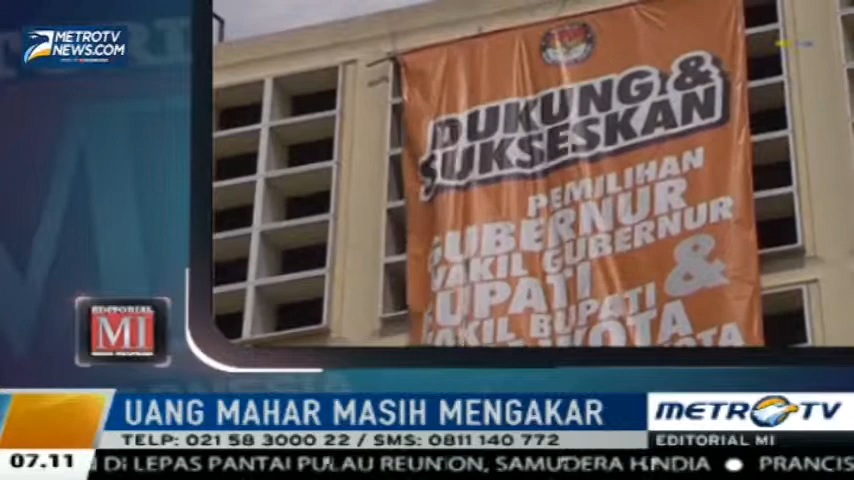 METROTV
NEWS.COM
DUKUNG &
SUKSESKAN
PEMILIHAN
GUBERNUR
WAKIL GUBERNUR
BUPATI &
WAKIL BUPATI
EDITORIAL
MI
UANG MAHAR MASIH MENGAKAR
METRO TV
TELP: 021 58 3000 22 / SMS: 0811 140 772
EDITORIAL MI
07.11
DI LEPAS PANTAI PULAU REUNION, SAMUDERA HINDIA ● PRANCIS